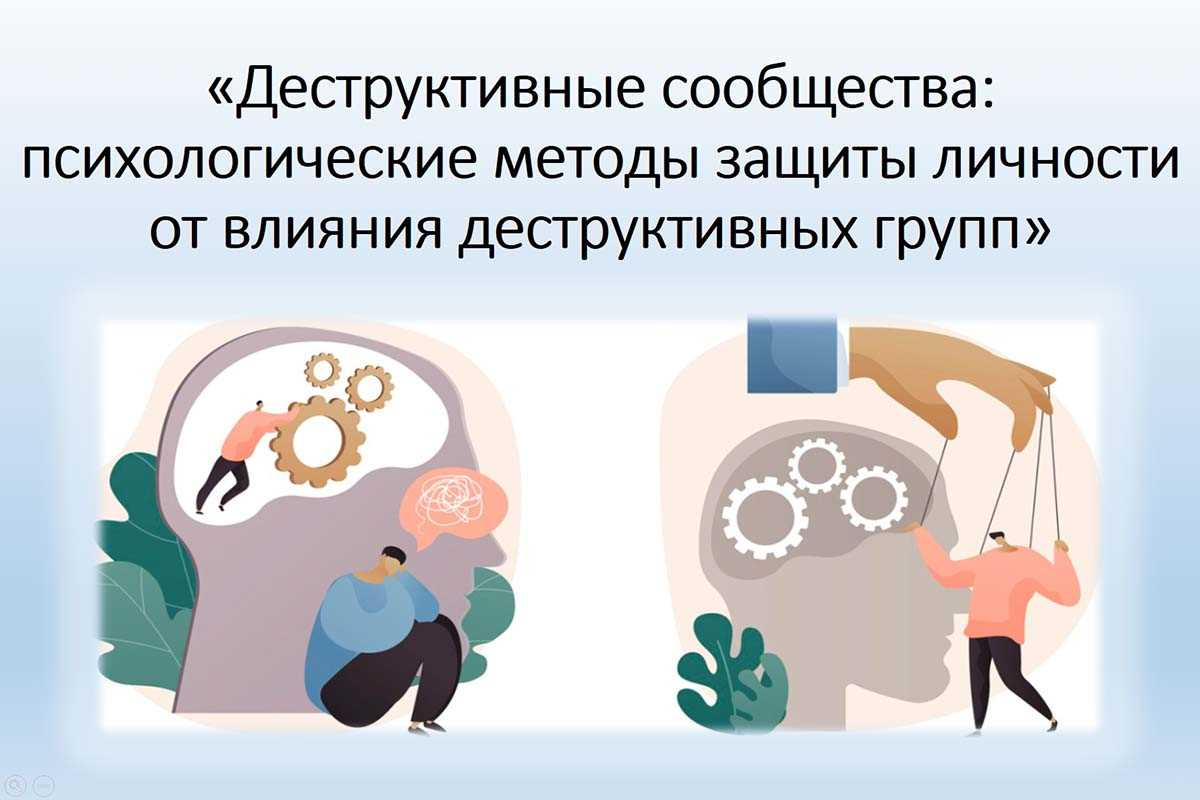 «Деструктивные сообщества:
психологические методы защиты личности
от влияния деструктивных групп»